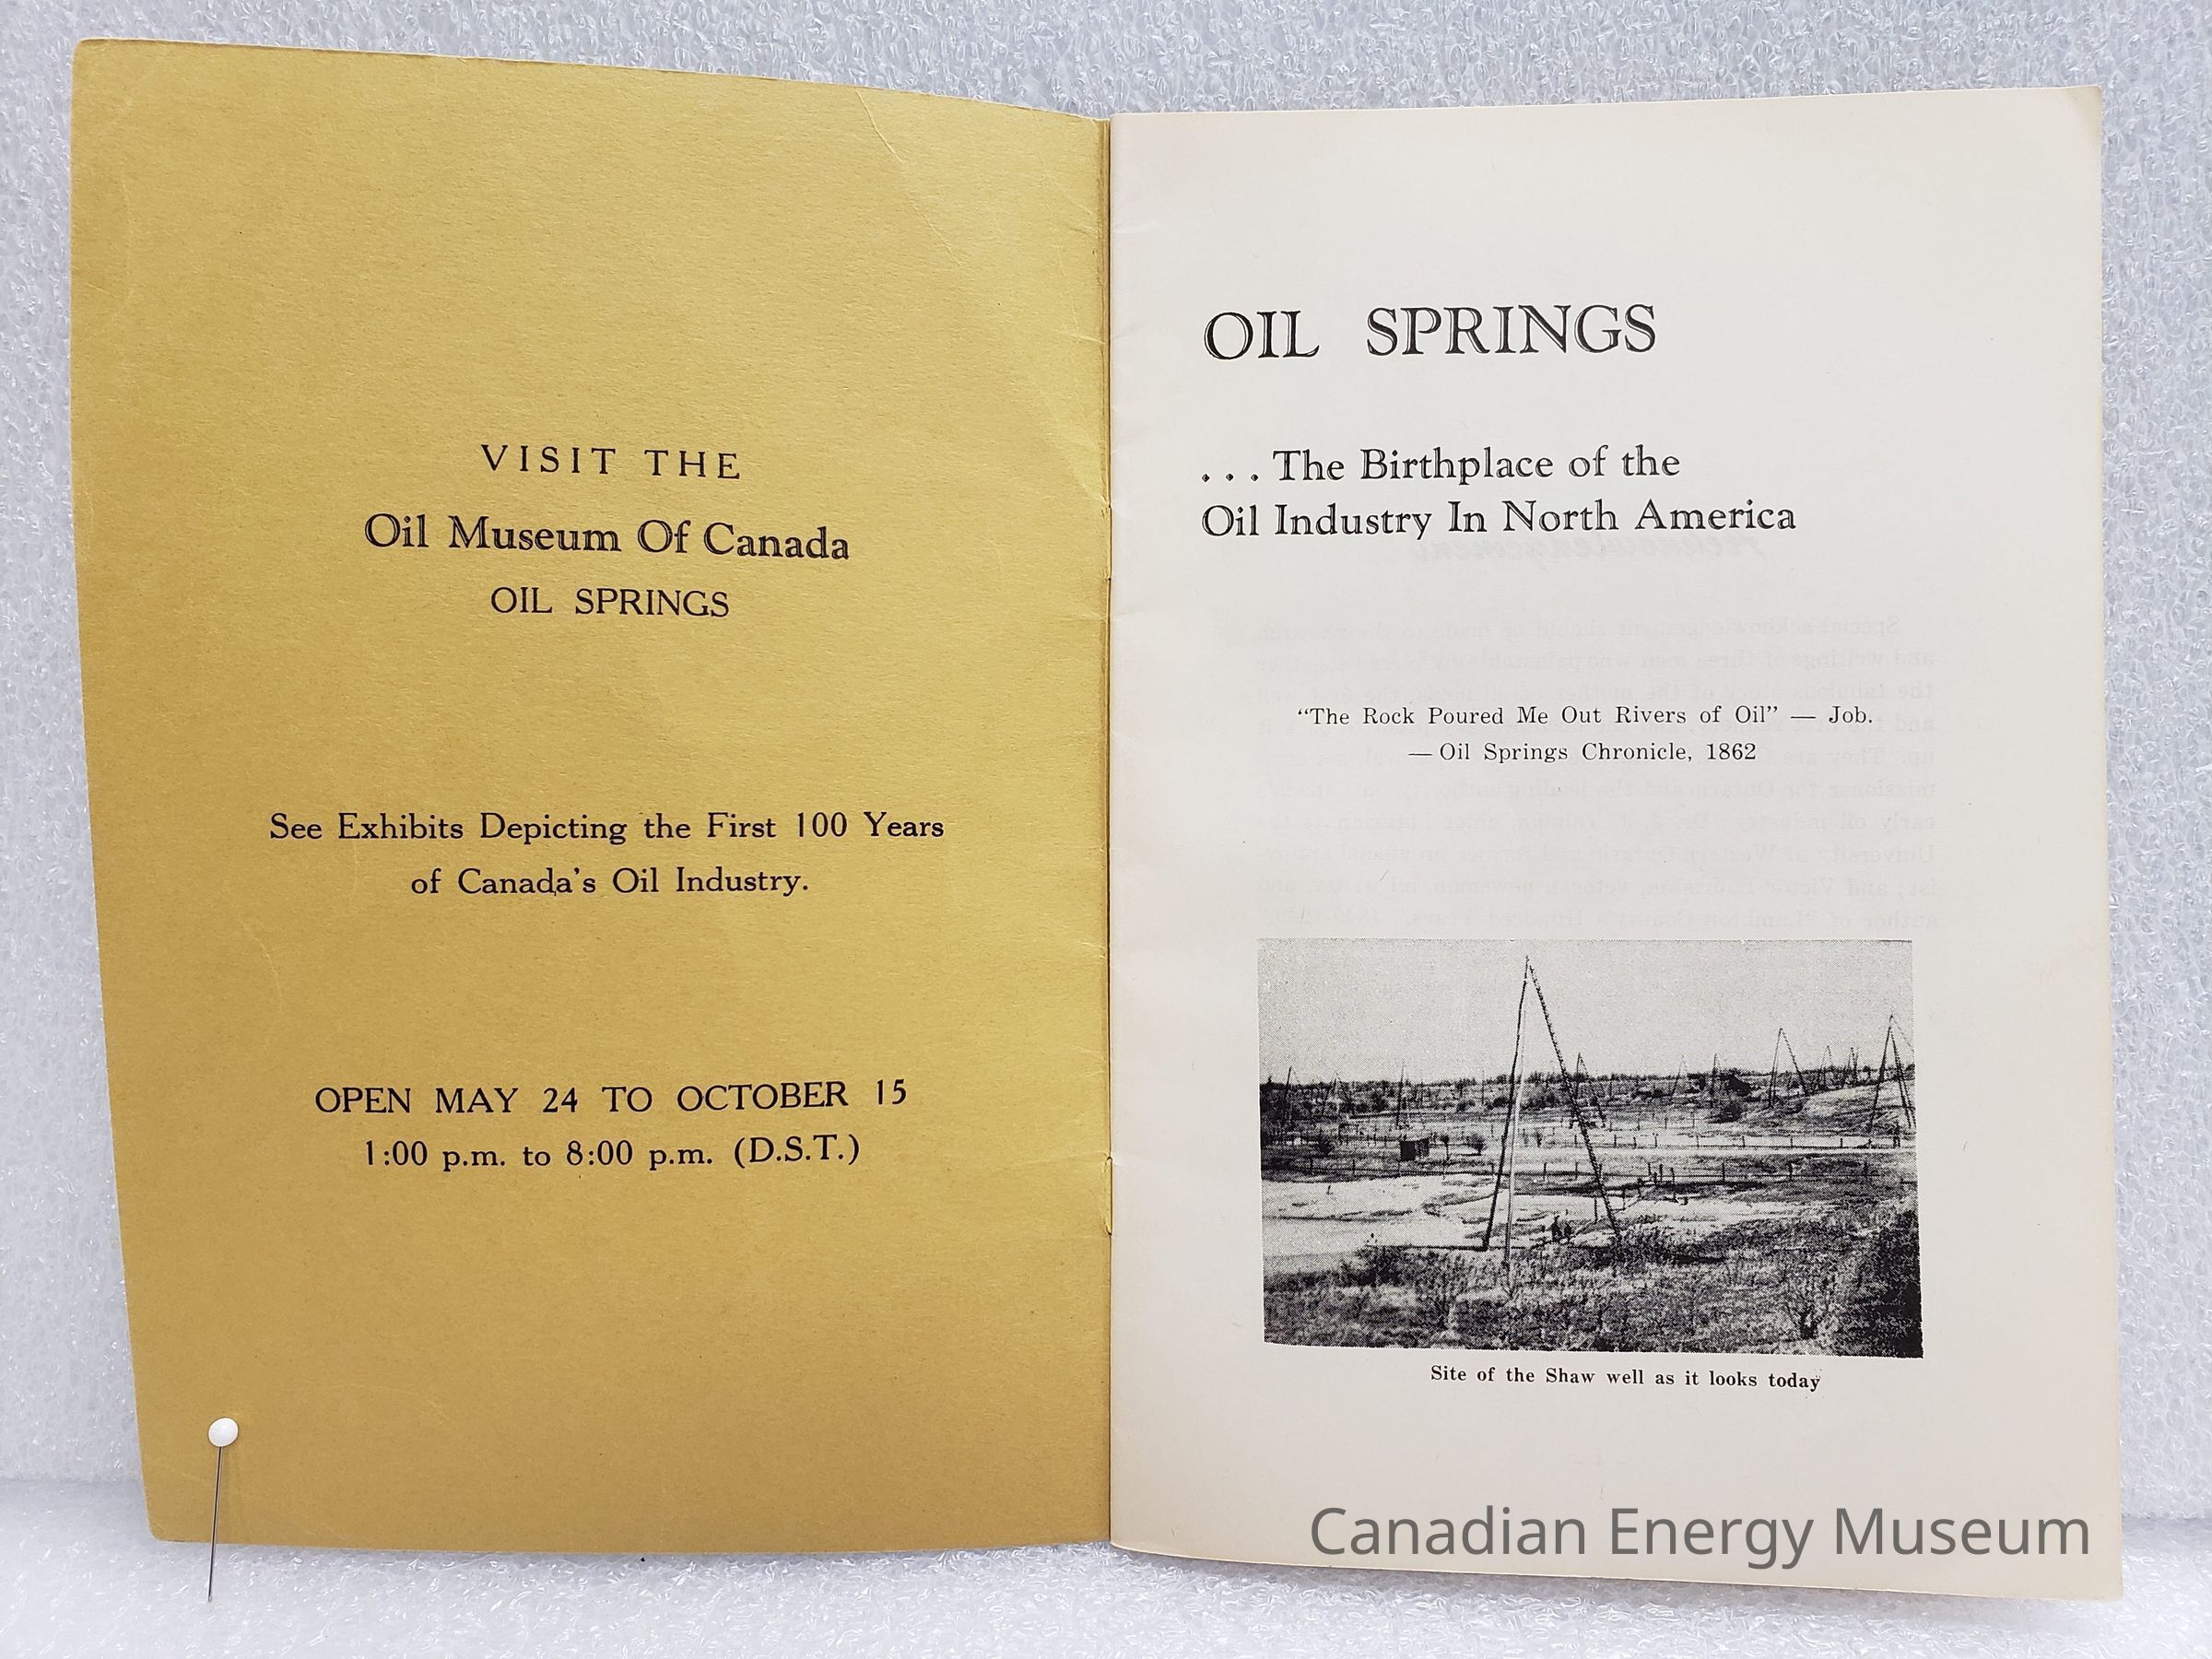 VISIT THE
Oil Museum Of Canada
OIL SPRINGS
See Exhibits Depicting the First 100 Years
of Canada's Oil Industry.
OPEN MAY 24 TO OCTOBER 15
1:00 p.m. to 8:00 p.m. (D.S.T.)
OIL SPRINGS
. . . The Birthplace of the
Oil Industry In North America
“The Rock Poured Me Out Rivers of Oil” — Job.
— Oil Springs Chronicle, 1862
Site of the Shaw well as it looks today
Canadian Energy Museum